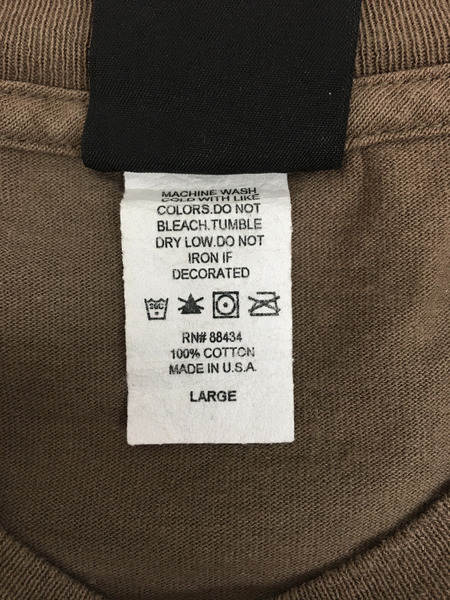 MACHINE WASH
COLD WITH LIKE
COLORS.DO NOT
BLEACH.TUMBLE
DRY LOW.DO NOT
IRON IF
DECORATED
RN# 88434
100% COTTON
MADE IN U.S.A.
LARGE